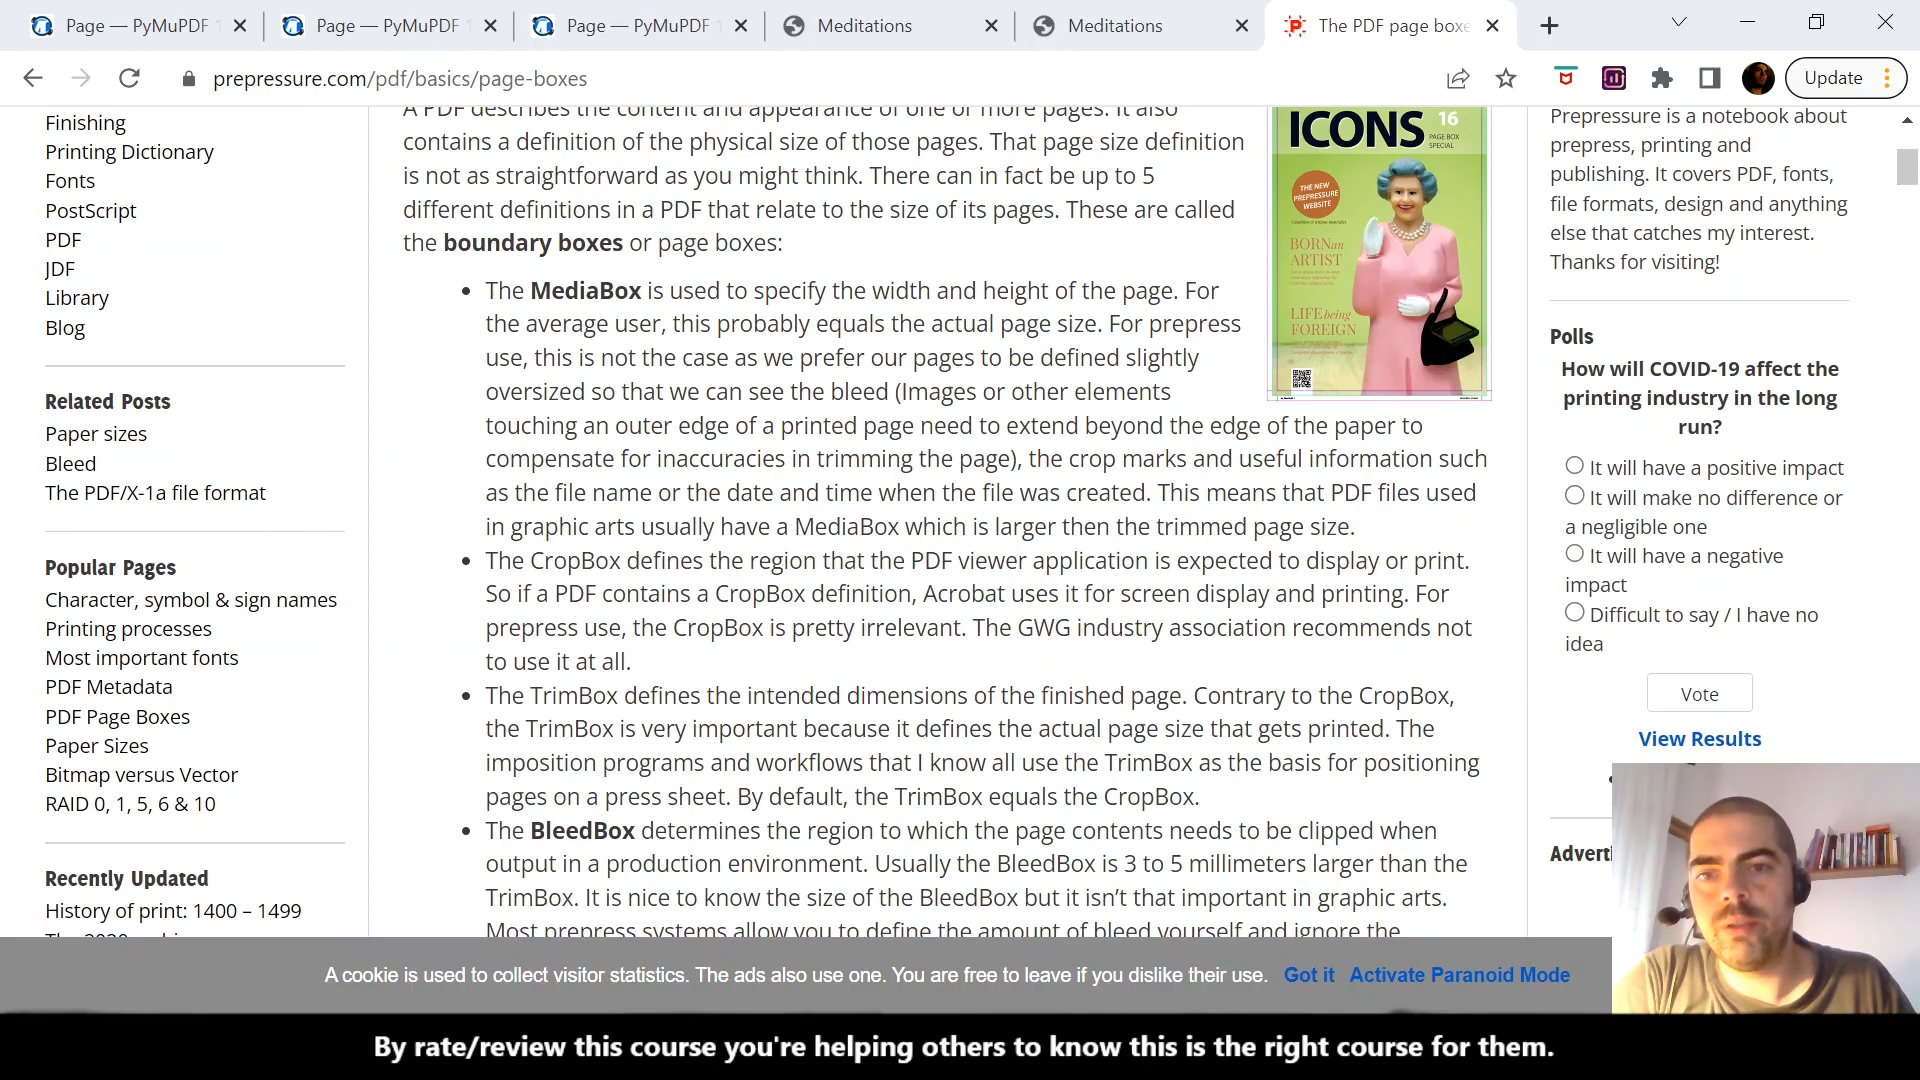 Page — PyMuPDF
Page — PyMuPDF
Page — PyMuPDF
Meditations
Meditations
The PDF page boxe
prepressure.com/pdf/basics/page-boxes
Update
Finishing
Printing Dictionary
Fonts
PostScript
PDF
JDF
Library
Blog
Related Posts
Paper sizes
Bleed
The PDF/X-1a file format
Popular Pages
Character, symbol & sign names
Printing processes
Most important fonts
PDF Metadata
PDF Page Boxes
Paper Sizes
Bitmap versus Vector
RAID 0, 1, 5, 6 & 10
Recently Updated
History of print: 1400 – 1499
A PDF describes the content and appearance of one or more pages. It also
contains a definition of the physical size of those pages. That page size definition
is not as straightforward as you might think. There can in fact be up to 5
different definitions in a PDF that relate to the size of its pages. These are called
the boundary boxes or page boxes:
• The MediaBox is used to specify the width and height of the page. For
the average user, this probably equals the actual page size. For prepress
use, this is not the case as we prefer our pages to be defined slightly
oversized so that we can see the bleed (Images or other elements
touching an outer edge of a printed page need to extend beyond the edge of the paper to
compensate for inaccuracies in trimming the page), the crop marks and useful information such
as the file name or the date and time when the file was created. This means that PDF files used
in graphic arts usually have a MediaBox which is larger then the trimmed page size.
• The CropBox defines the region that the PDF viewer application is expected to display or print.
So if a PDF contains a CropBox definition, Acrobat uses it for screen display and printing. For
prepress use, the CropBox is pretty irrelevant. The GWG industry association recommends not
to use it at all.
• The TrimBox defines the intended dimensions of the finished page. Contrary to the CropBox,
the TrimBox is very important because it defines the actual page size that gets printed. The
imposition programs and workflows that I know all use the TrimBox as the basis for positioning
pages on a press sheet. By default, the TrimBox equals the CropBox.
• The BleedBox determines the region to which the page contents needs to be clipped when
output in a production environment. Usually the BleedBox is 3 to 5 millimeters larger than the
TrimBox. It is nice to know the size of the BleedBox but it isn’t that important in graphic arts.
Most prepress systems allow you to define the amount of bleed yourself and ignore the
ICONS
16
PAGE BOX
SPECIAL
THE NEW
PREPRESSURE
WEBSITE
BORN an
ARTIST
LIFE being
FOREIGN
Prepressure is a notebook about
prepress, printing and
publishing. It covers PDF, fonts,
file formats, design and anything
else that catches my interest.
Thanks for visiting!
Polls
How will COVID-19 affect the
printing industry in the long
run?
It will have a positive impact
It will make no difference or
a negligible one
It will have a negative
impact
Difficult to say / I have no
idea
Vote
View Results
Adverti
A cookie is used to collect visitor statistics. The ads also use one. You are free to leave if you dislike their use. Got it Activate Paranoid Mode
By rate/review this course you're helping others to know this is the right course for them.